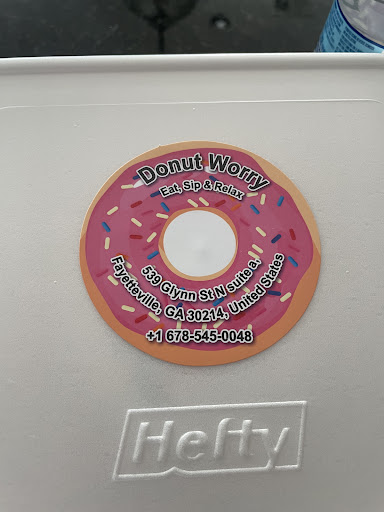 Donut Worry
Eat, Sip & Relax
539 Glynn St N suite a,
Fayetteville, GA 30214, United States
+1 678-545-0048
Hefty